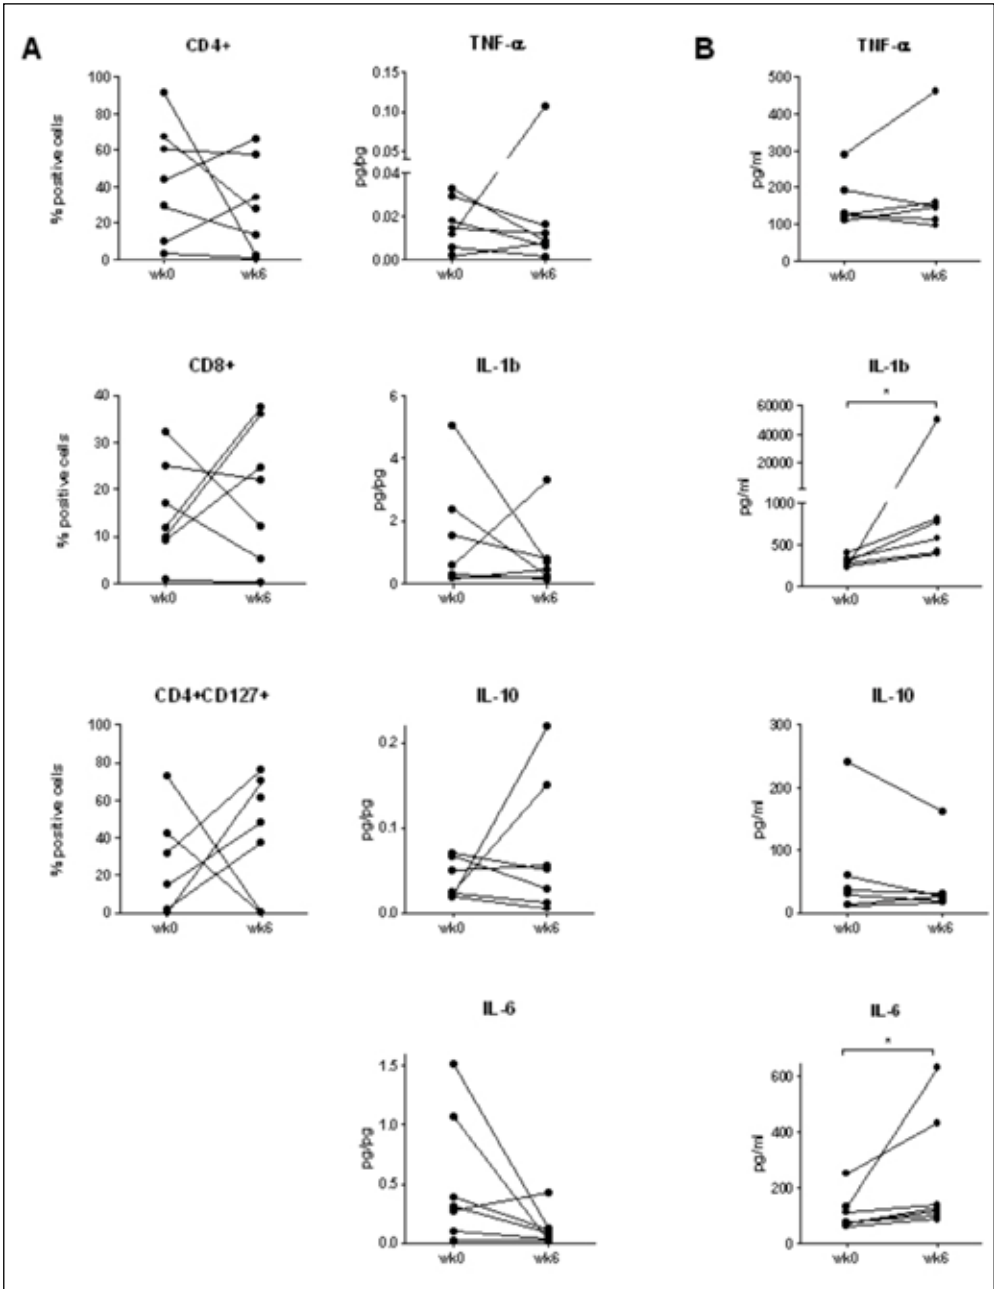 A
CD4+
100
80
60
40
20
0
% positive cells
wk0 wk6
TNF-α
0.15
0.10
0.05
0.04
0.02
0.00
pg/pg
wk0 wk6
B
TNF-α
500
400
300
200
100
0
pg/ml
wk0 wk6
CD8+
40
30
20
10
0
% positive cells
wk0 wk6
IL-1b
6
4
2
0
pg/pg
wk0 wk6
IL-1b
*
60000
40000
20000
1000
500
0
pg/ml
wk0 wk6
CD4+CD127+
100
80
60
40
20
0
% positive cells
wk0 wk6
IL-10
0.2
0.1
0.0
pg/pg
wk0 wk6
IL-10
300
200
100
0
pg/ml
wk0 wk6
IL-6
1.5
1.0
0.5
0.0
pg/pg
wk0 wk6
IL-6
*
600
400
200
0
pg/ml
wk0 wk6